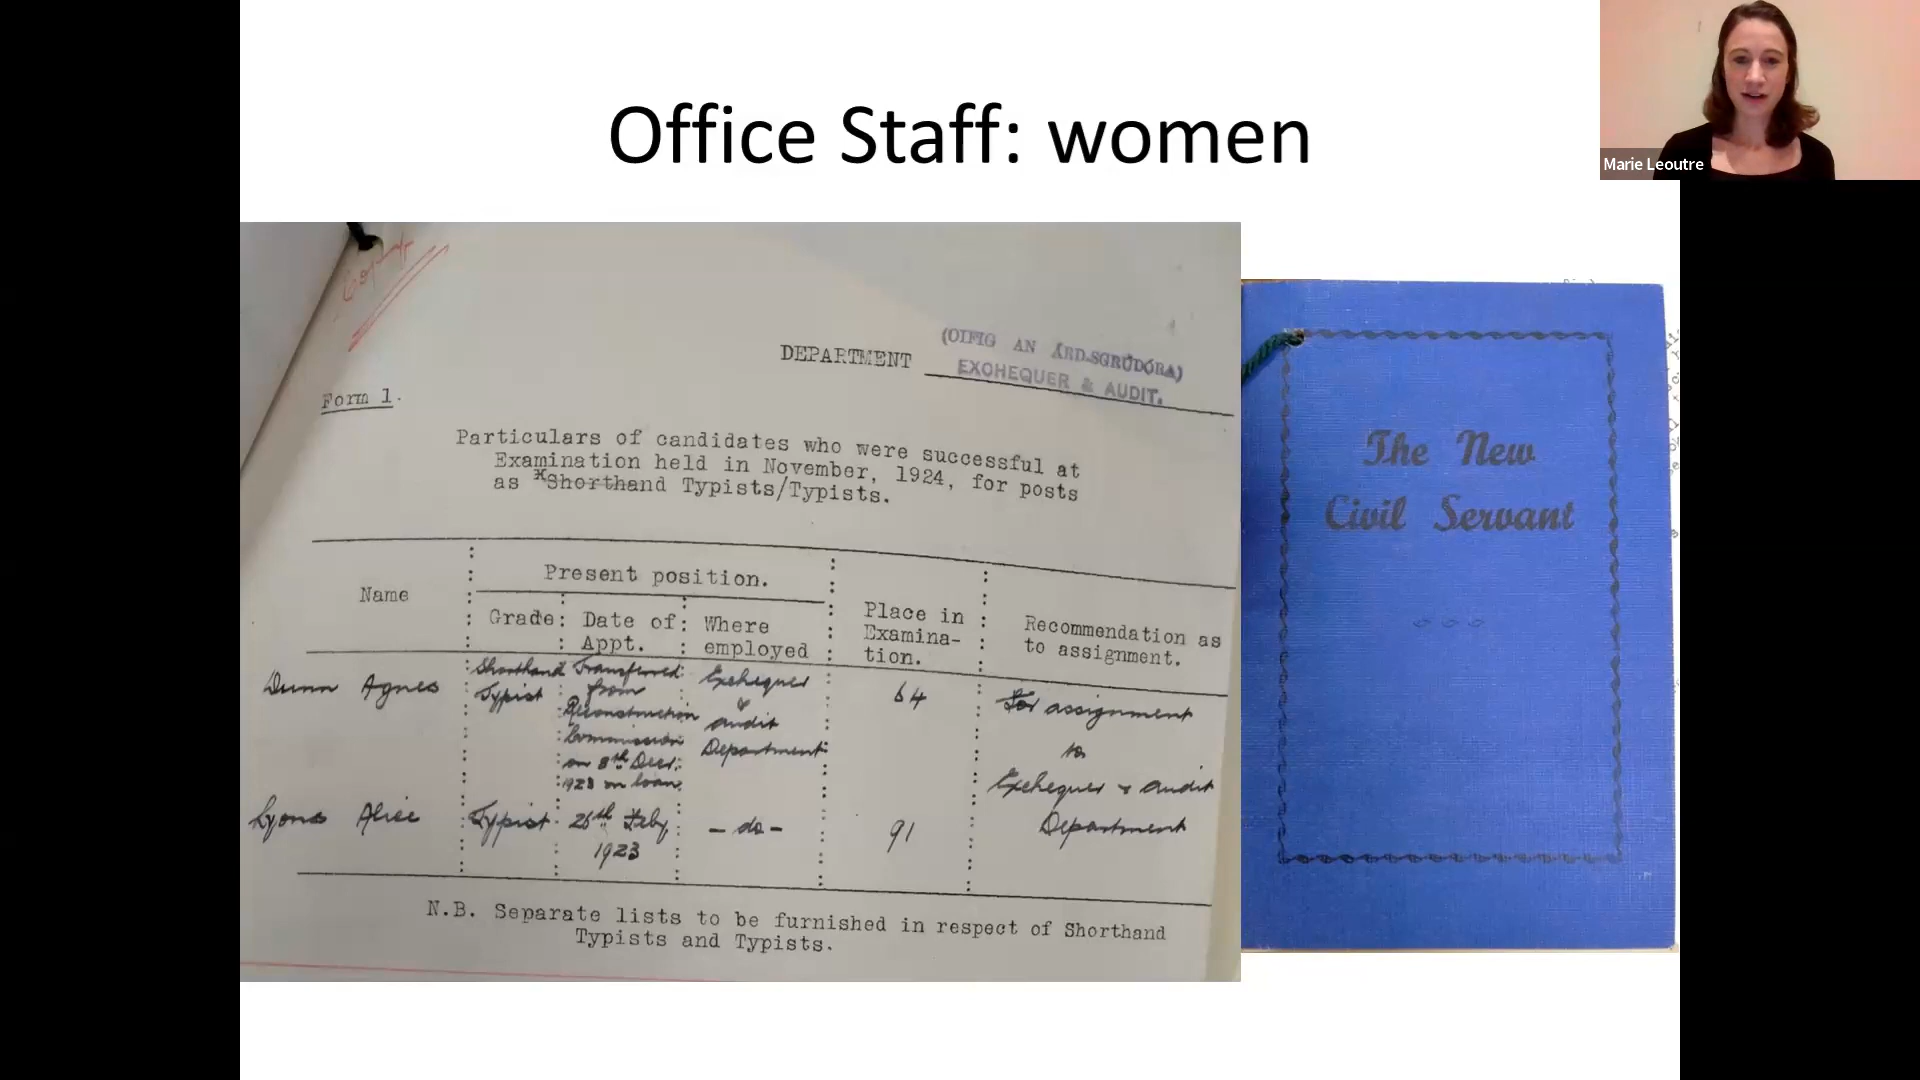 Office Staff: women
Marie Leoutre
Copy
DEPARTMENT
(OIFIG AN ÁRD-SGRÚDÓRA)
EXCHEQUER & AUDIT.
Form 1.
Particulars of candidates who were successful at
Examination held in November, 1924, for posts
as *Shorthand Typists/Typists.
Name
Present position.
Grade
Date of
Appt.
Where
employed
Place in
Examina-
tion.
Recommendation as
to assignment.
Dunn Agnes
Shorthand
Typist
Transferred
from
Reconstruction
Commission
on 8th Decr.
1923 on loan
Exchequer
&
Audit
Department
64
For assignment
to
Exchequer & Audit
Department
Lyons Alice
Typist
26th Feby
1923
- do -
91
N.B. Separate lists to be furnished in respect of Shorthand
Typists and Typists.
The New
Civil Servant